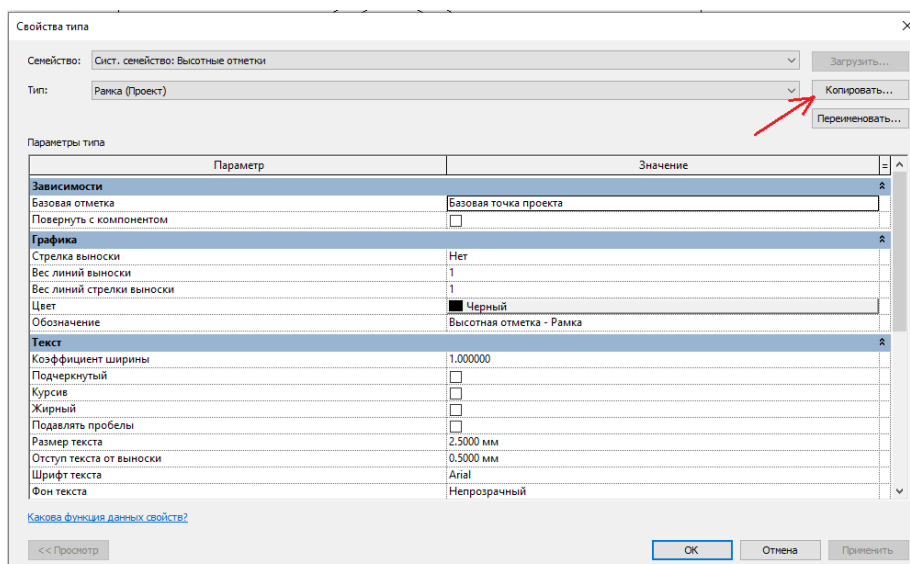 Свойства типа
Семейство: Сист. семейство: Высотные отметки Загрузить...
Тип: Рамка (Проект) Копировать...
Переименовать...
Параметры типа
Параметр Значение =
Зависимости
Базовая отметка Базовая точка проекта
Повернуть с компонентом
Графика
Стрелка выноски Нет
Вес линий выноски 1
Вес линий стрелки выноски 1
Цвет Черный
Обозначение Высотная отметка - Рамка
Текст
Коэффициент ширины 1.000000
Подчеркнутый
Курсив
Жирный
Подавлять пробелы
Размер текста 2.5000 мм
Отступ текста от выноски 0.5000 мм
Шрифт текста Arial
Фон текста Непрозрачный
Какова функция данных свойств?
<< Просмотр ОК Отмена Применить